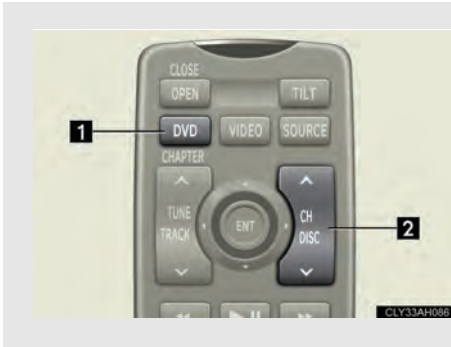 CLOSE
OPEN
TILT
1
DVD
VIDEO
SOURCE
CHAPTER
TUNE
TRACK
ENT
CH
DISC
2
CLY33AH086